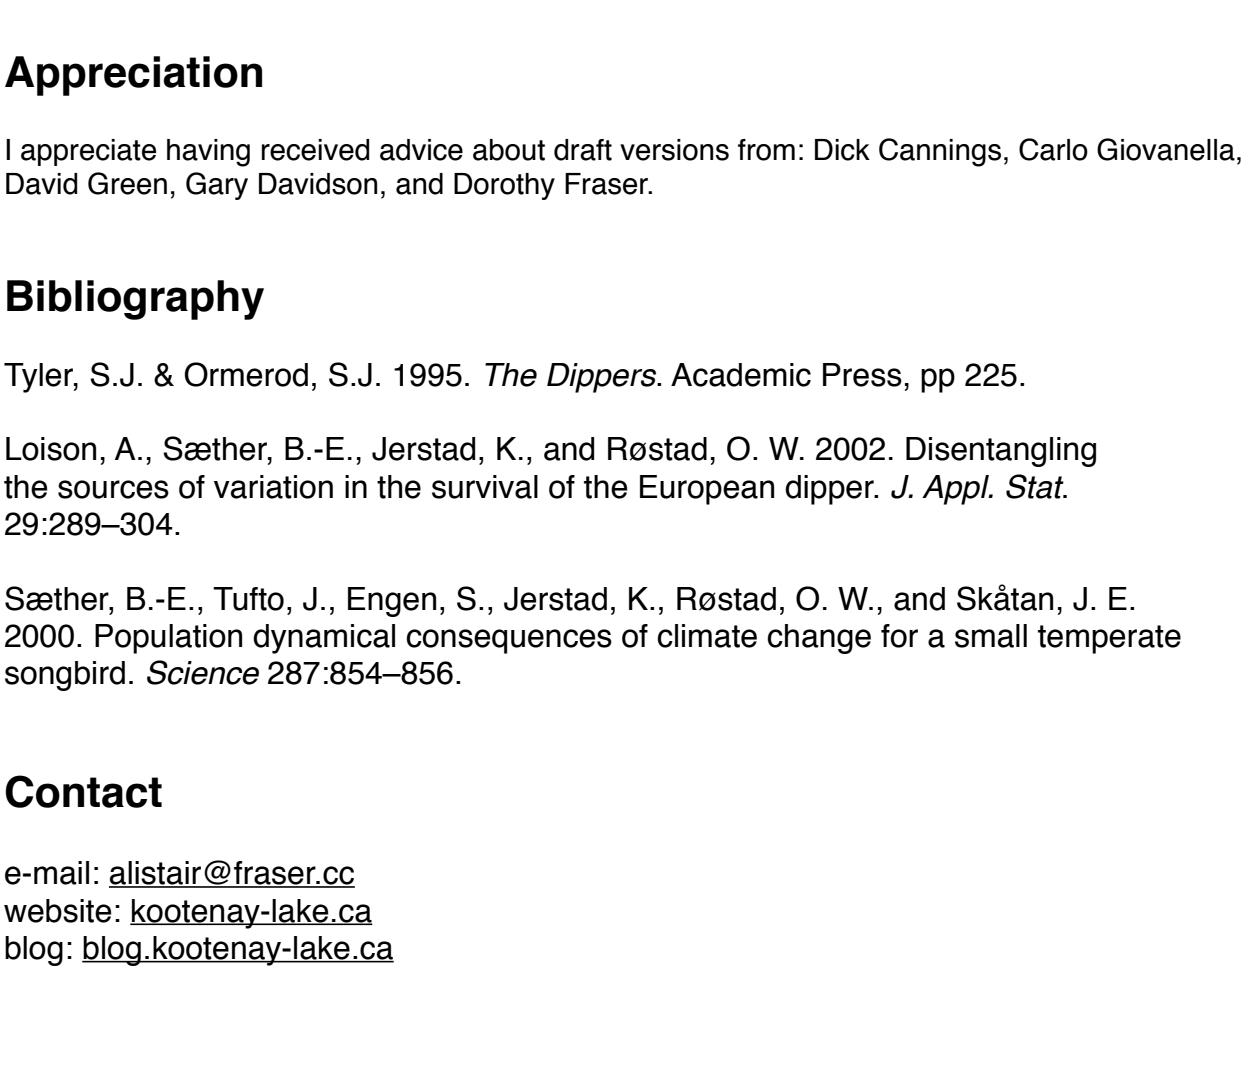 Appreciation
I appreciate having received advice about draft versions from: Dick Cannings, Carlo Giovanella,
David Green, Gary Davidson, and Dorothy Fraser.
Bibliography
Tyler, S.J. & Ormerod, S.J. 1995. The Dippers. Academic Press, pp 225.
Loison, A., Sæther, B.-E., Jerstad, K., and Røstad, O. W. 2002. Disentangling
the sources of variation in the survival of the European dipper. J. Appl. Stat.
29:289–304.
Sæther, B.-E., Tufto, J., Engen, S., Jerstad, K., Røstad, O. W., and Skåtan, J. E.
2000. Population dynamical consequences of climate change for a small temperate
songbird. Science 287:854–856.
Contact
e-mail: alistair@fraser.cc
website: kootenay-lake.ca
blog: blog.kootenay-lake.ca